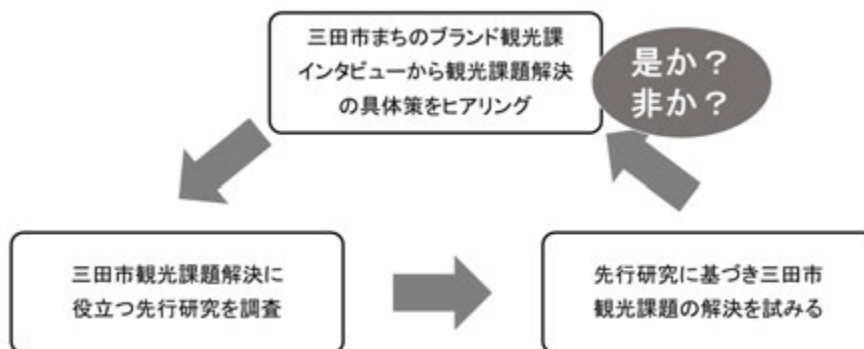 三田市まちのブランド観光課
インタビューから観光課題解決
の具体策をヒアリング
是か?
非か?
三田市観光課題解決に
役立つ先行研究を調査
先行研究に基づき三田市
観光課題の解決を試みる